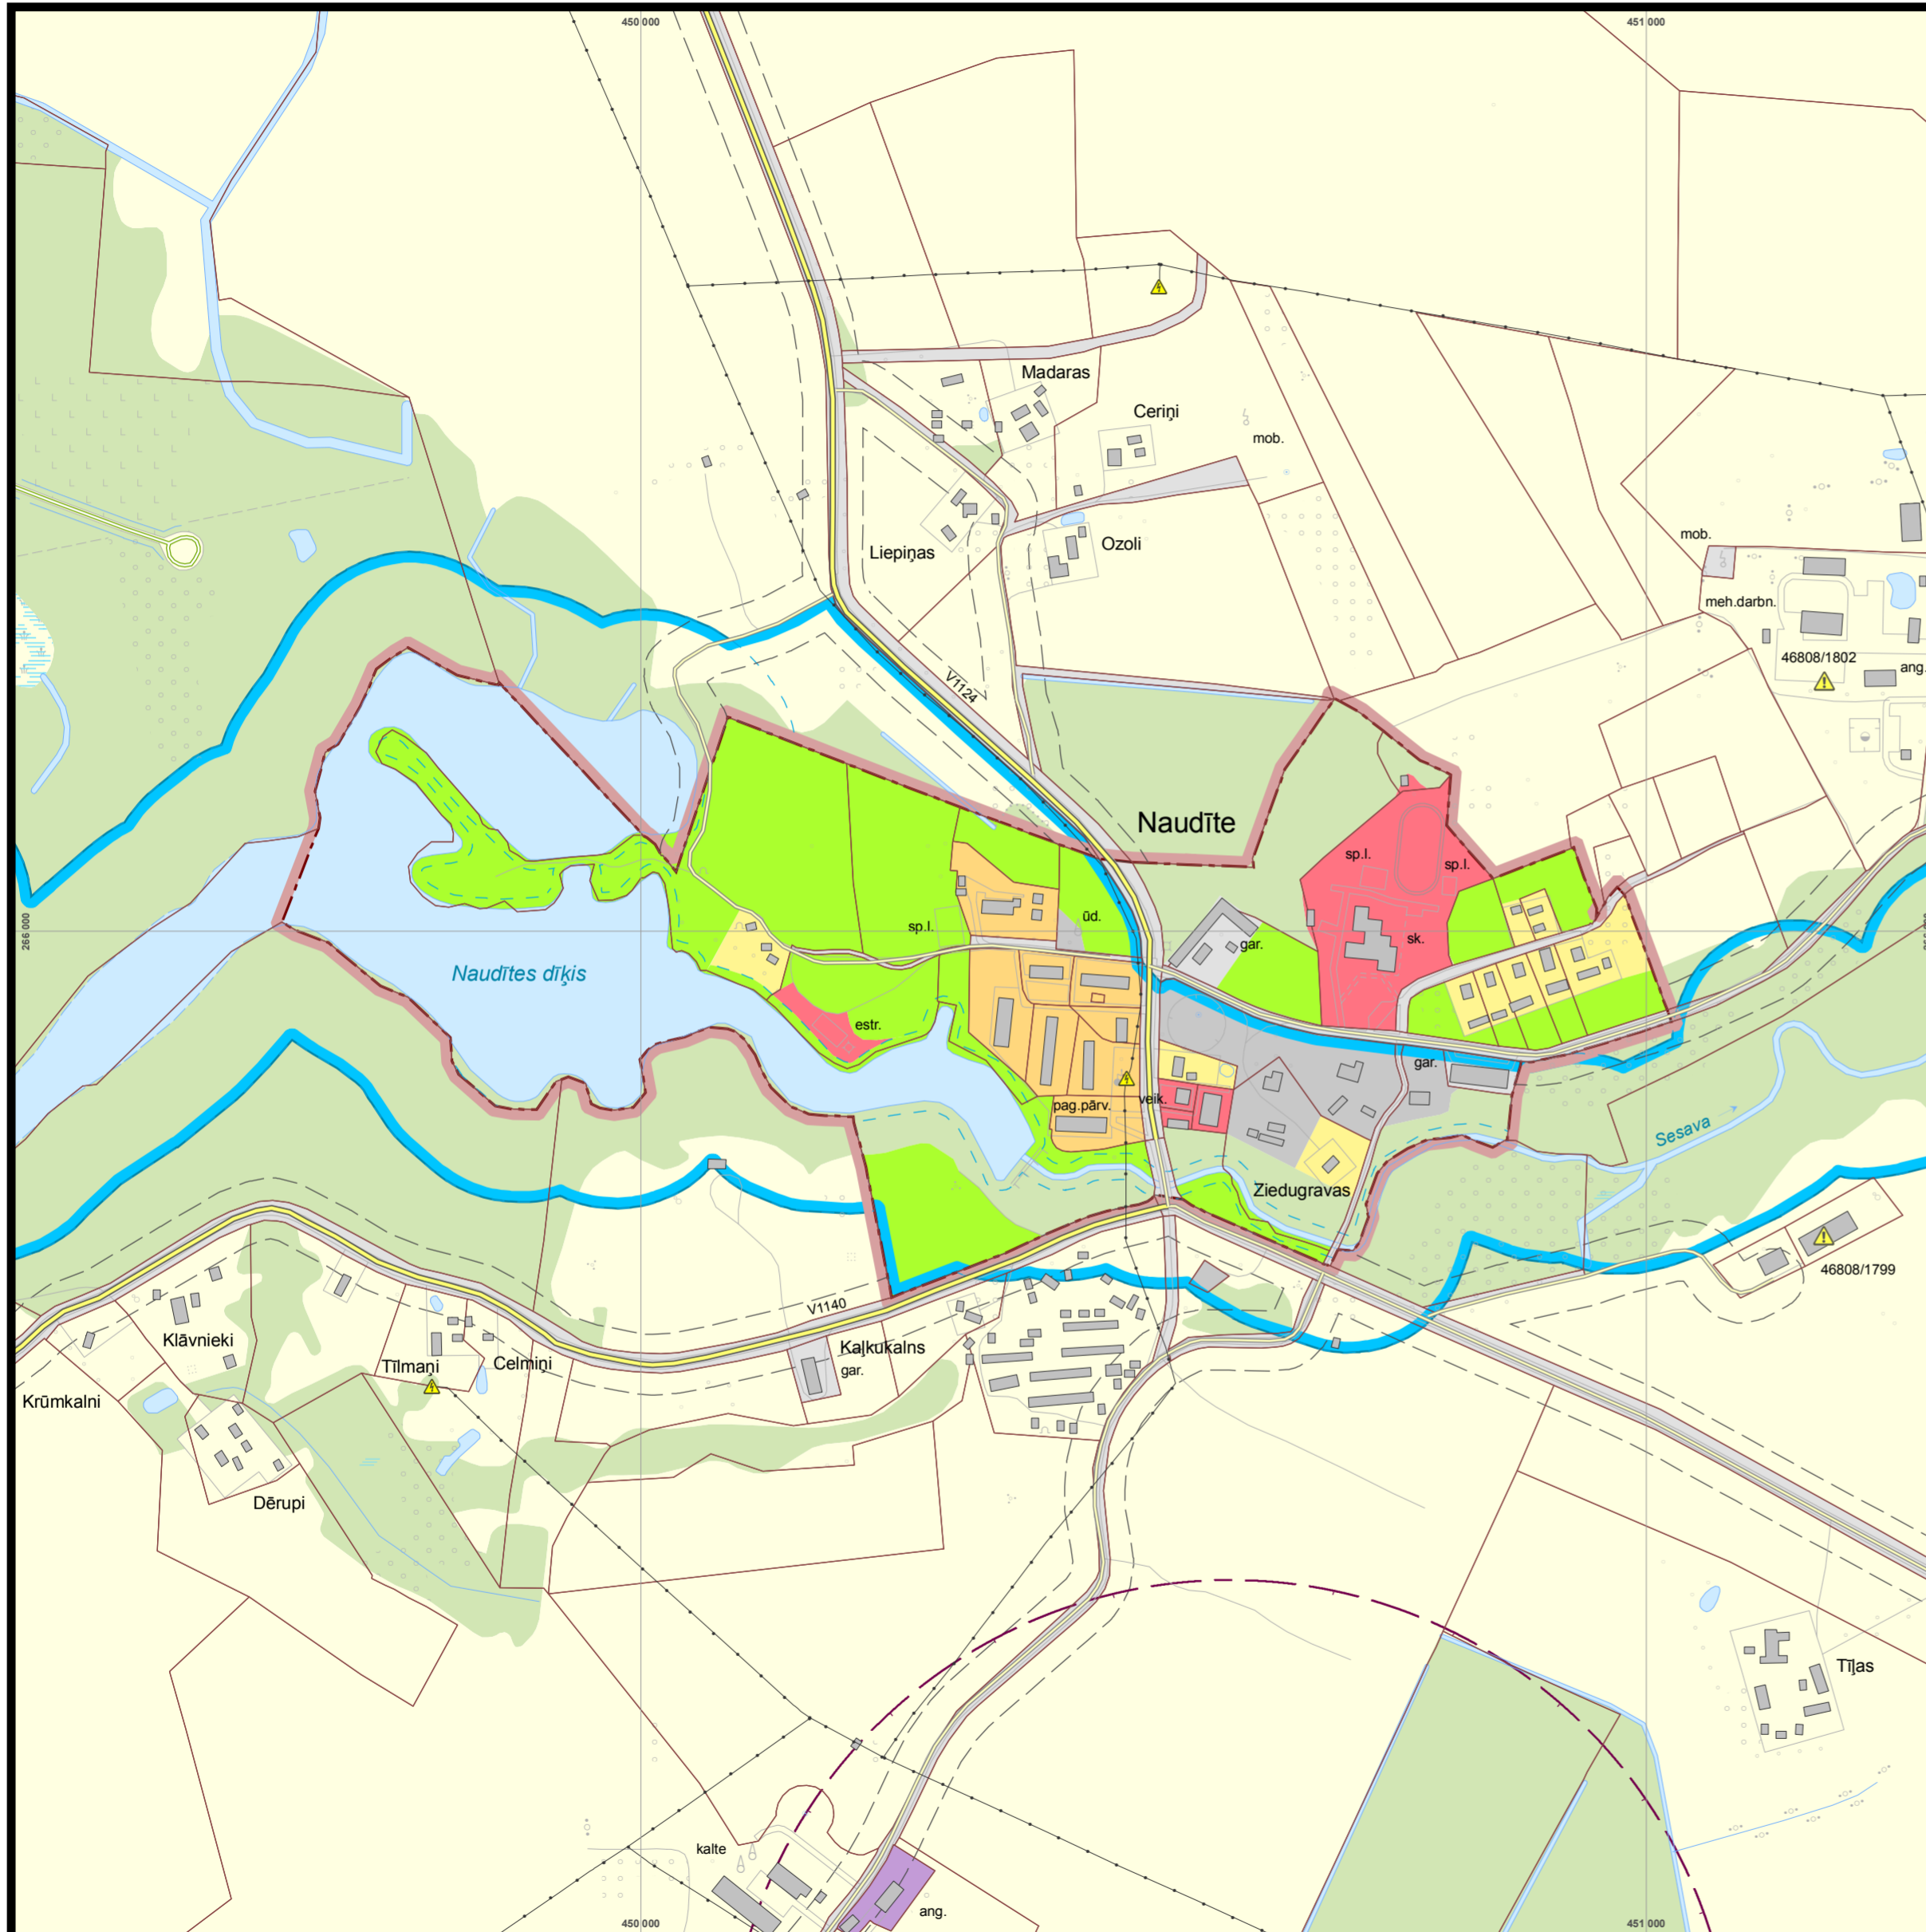 450 000
451 000
Madaras
Ceriņi
mob.
mob.
Liepiņas
Ozoli
meh.darbn.
46808/1802
ang.
V1124
Naudīte
sp.l.
sp.l.
266 000
sp.l.
ūd.
gar.
sk.
Naudītes dīķis
estr.
gar.
pag.pārv.
veik.
Sesava
Ziedugravas
46808/1799
V1140
Klāvnieki
Kaļķukalns
Tīlmaņi
Celmiņi
gar.
Krūmkalni
Dērupi
Tīļas
kalte
ang.
450 000
451 000